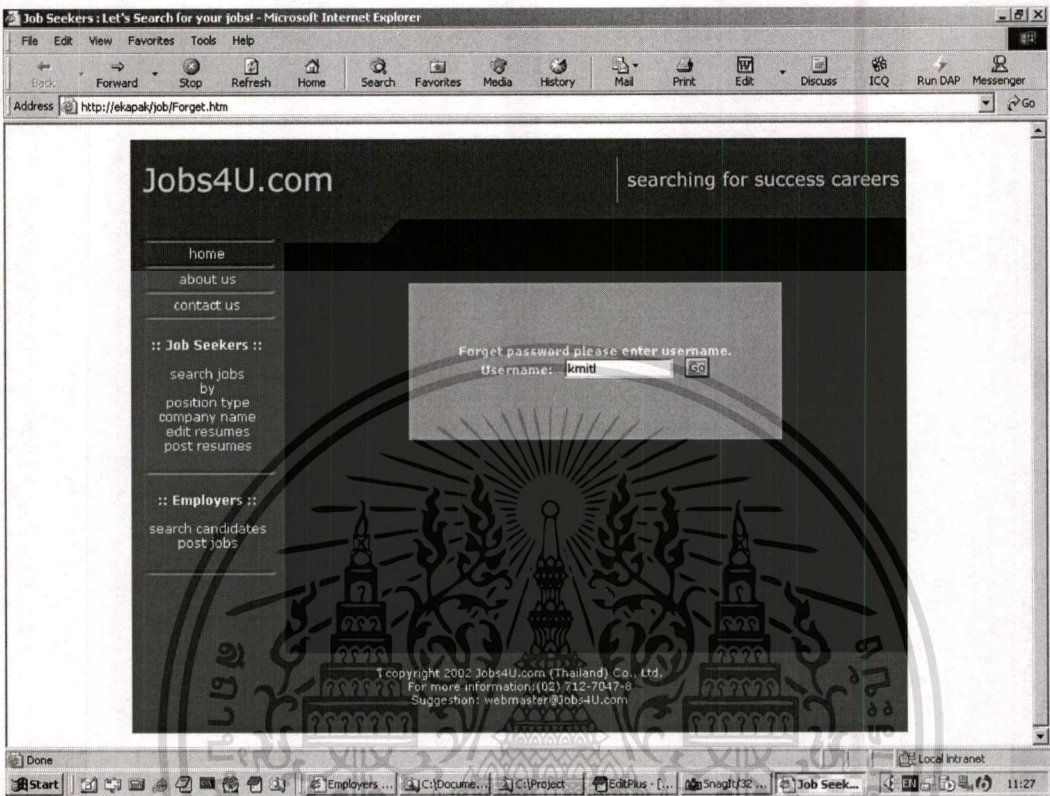 Job Seekers : Let's Search for your jobs! - Microsoft Internet Explorer
File Edit View Favorites Tools Help
Back Forward Stop Refresh Home Search Favorites Media History Mail Print Edit Discuss ICQ Run DAP Messenger
Address http://ekapak/job/Forget.htm Go
Jobs4U.com
searching for success careers
home
about us
contact us
:: Job Seekers ::
search jobs
by
position type
company name
edit resumes
post resumes
:: Employers ::
search candidates
post jobs
Forget password please enter username.
Username: kmitl Go
copyright 2002 Jobs4U.com (Thailand) Co., Ltd.
For more information:(02) 712-7047-8
Suggestion: webmaster@Jobs4U.com
Done Local intranet
Start Employers ... C:\Docume... C:\Project EditPlus - [... SnagIt/32 ... Job Seek... EN 11:27